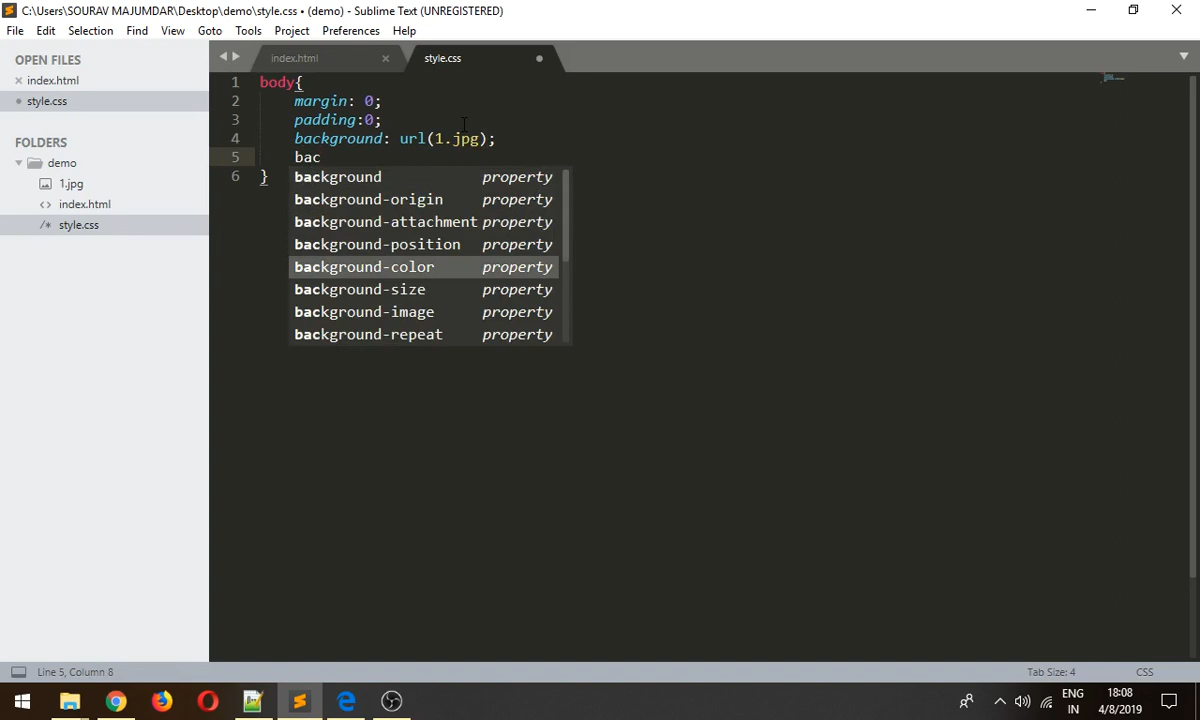 C:\Users\SOURAV MAJUMDAR\Desktop\demo\style.css • (demo) - Sublime Text (UNREGISTERED)
File Edit Selection Find View Goto Tools Project Preferences Help
OPEN FILES
index.html
style.css
FOLDERS
demo
1.jpg
index.html
style.css
index.html
style.css
1 body{
2 margin: 0;
3 padding:0;
4 background: url(1.jpg);
5 bac
6 }
background property
background-origin property
background-attachment property
background-position property
background-color property
background-size property
background-image property
background-repeat property
Line 5, Column 8
Tab Size: 4
CSS
ENG
IN
18:08
4/8/2019